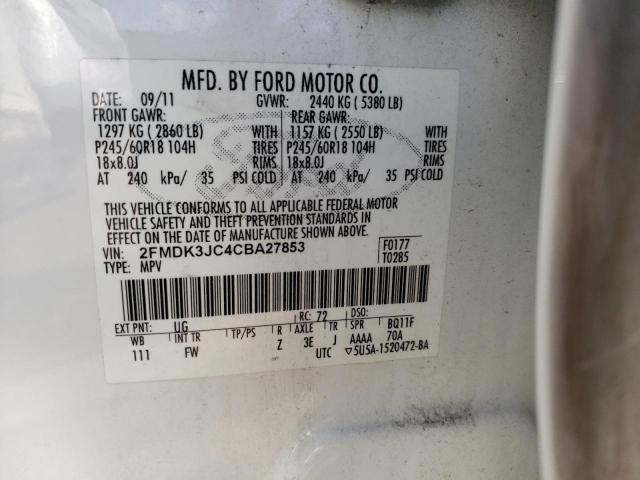 MFD. BY FORD MOTOR CO.
DATE: 09/11 GVWR: 2440 KG ( 5380 LB)
FRONT GAWR: REAR GAWR:
1297 KG ( 2860 LB) WITH 1157 KG ( 2550 LB) WITH
P245/60R18 104H TIRES P245/60R18 104H TIRES
18x8.0J RIMS 18x8.0J RIMS
AT 240 kPa/ 35 PSI COLD AT 240 kPa/ 35 PSI COLD
THIS VEHICLE CONFORMS TO ALL APPLICABLE FEDERAL MOTOR
VEHICLE SAFETY AND THEFT PREVENTION STANDARDS IN
EFFECT ON THE DATE OF MANUFACTURE SHOWN ABOVE.
VIN: 2FMDK3JC4CBA27853 F0177
TYPE: MPV T0285
EXT PNT: UG RC: 72 DSO:
WB INT TR TP/PS R AXLE TR SPR BQ11F
111 FW Z 3E J AAAA 70A
UTC ▽5U5A-1520472-BA